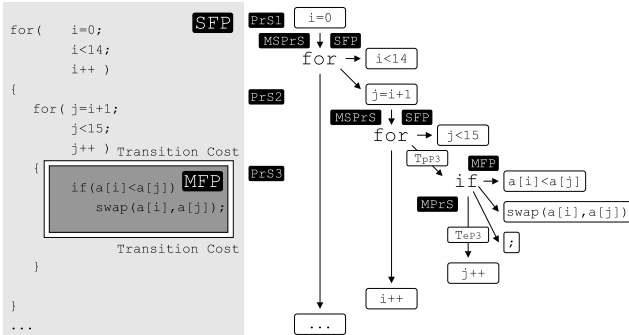 SFP
for( i=0;
i<14;
i++ )
{
for( j=i+1;
j<15;
j++ )
Transition Cost
{
MFP
if(a[i]<a[j])
swap(a[i],a[j]);
Transition Cost
}
}
...
PrS1
i=0
MSPrS
SFP
for
i<14
PrS2
j=i+1
MSPrS
SFP
for
j<15
TpP3
MFP
PrS3
if
a[i]<a[j]
MPrS
swap(a[i],a[j])
TeP3
;
j++
i++
...